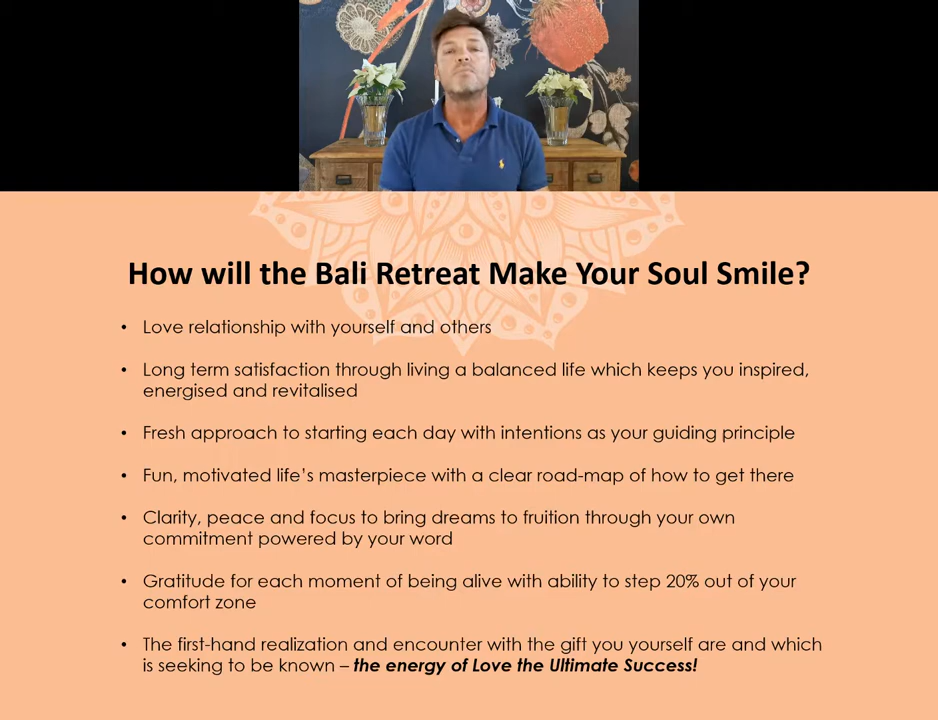 How will the Bali Retreat Make Your Soul Smile?
• Love relationship with yourself and others
• Long term satisfaction through living a balanced life which keeps you inspired,
energised and revitalised
• Fresh approach to starting each day with intentions as your guiding principle
• Fun, motivated life’s masterpiece with a clear road-map of how to get there
• Clarity, peace and focus to bring dreams to fruition through your own
commitment powered by your word
• Gratitude for each moment of being alive with ability to step 20% out of your
comfort zone
• The first-hand realization and encounter with the gift you yourself are and which
is seeking to be known – the energy of Love the Ultimate Success!